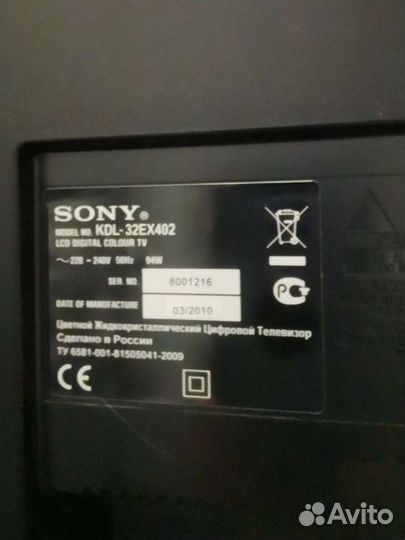 SONY®
MODEL NO. KDL-32EX402
LCD DIGITAL COLOUR TV
~220 - 240V 50Hz 94W
SER. NO. 8001216
DATE OF MANUFACTURE 03/2010
Цветной Жидкокристаллический Цифровой Телевизор
Сделано в России
ТУ 6581-001-81505041-2009
CE
Avito